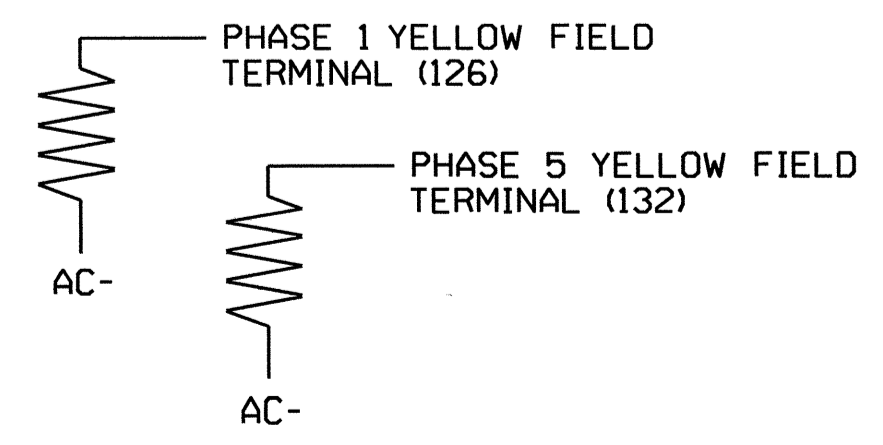 PHASE 1 YELLOW FIELD
TERMINAL (126)
AC-
PHASE 5 YELLOW FIELD
TERMINAL (132)
AC-